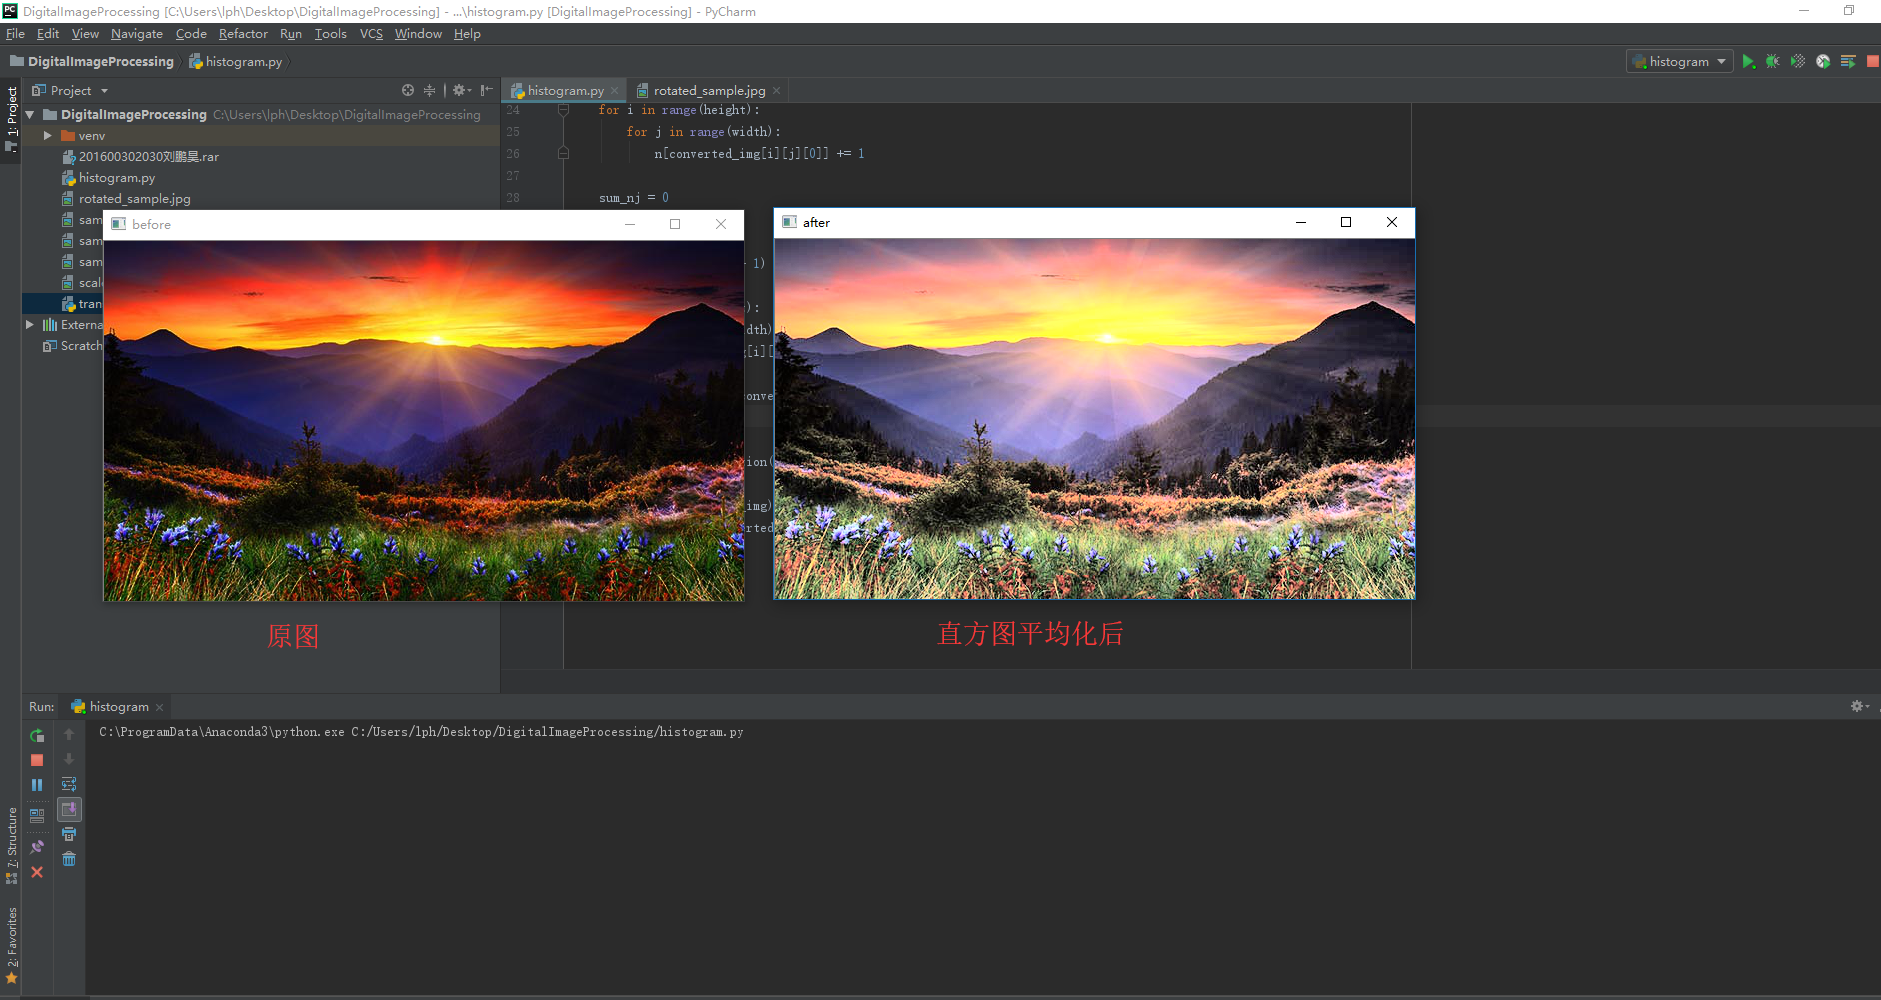 DigitalImageProcessing [C:\Users\lph\Desktop\DigitalImageProcessing] - ...\histogram.py [DigitalImageProcessing] - PyCharm
File Edit View Navigate Code Refactor Run Tools VCS Window Help
DigitalImageProcessing histogram.py
histogram
1: Project
Project
histogram.py rotated_sample.jpg
DigitalImageProcessing C:\Users\lph\Desktop\DigitalImageProcessing
venv
201600302030刘鹏昊.rar
histogram.py
rotated_sample.jpg
sam
sam
sam
scal
tran
Externa
Scratch
24 for i in range(height):
25 for j in range(width):
26 n[converted_img[i][j][0]] += 1
27
28 sum_nj = 0
- 1)
):
dth)
g[i][
onve
ion(
img)
rted
before
after
原图
直方图平均化后
Run: histogram
C:\ProgramData\Anaconda3\python.exe C:/Users/lph/Desktop/DigitalImageProcessing/histogram.py
7: Structure
2: Favorites